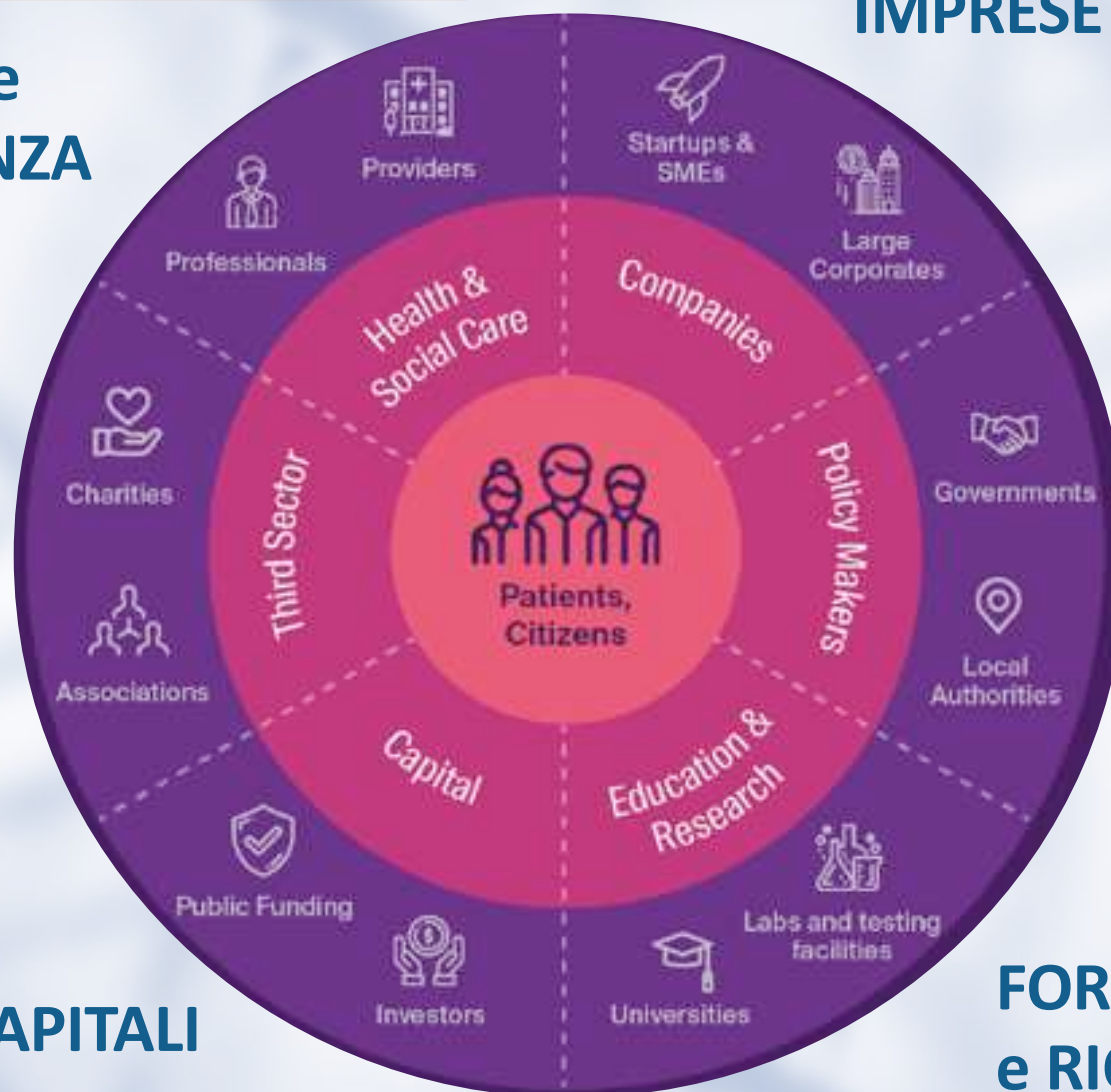 IMPRESE
e
NZA
Providers
Professionals
Startups &
SMEs
Large
Corporates
Health &
Social Care
Companies
Charities
Associations
Third Sector
Patients,
Citizens
Policy Makers
Governments
Local
Authorities
Capital
Education &
Research
Public Funding
Investors
Labs and testing
facilities
Universities
APITALI
FOR
e RIC